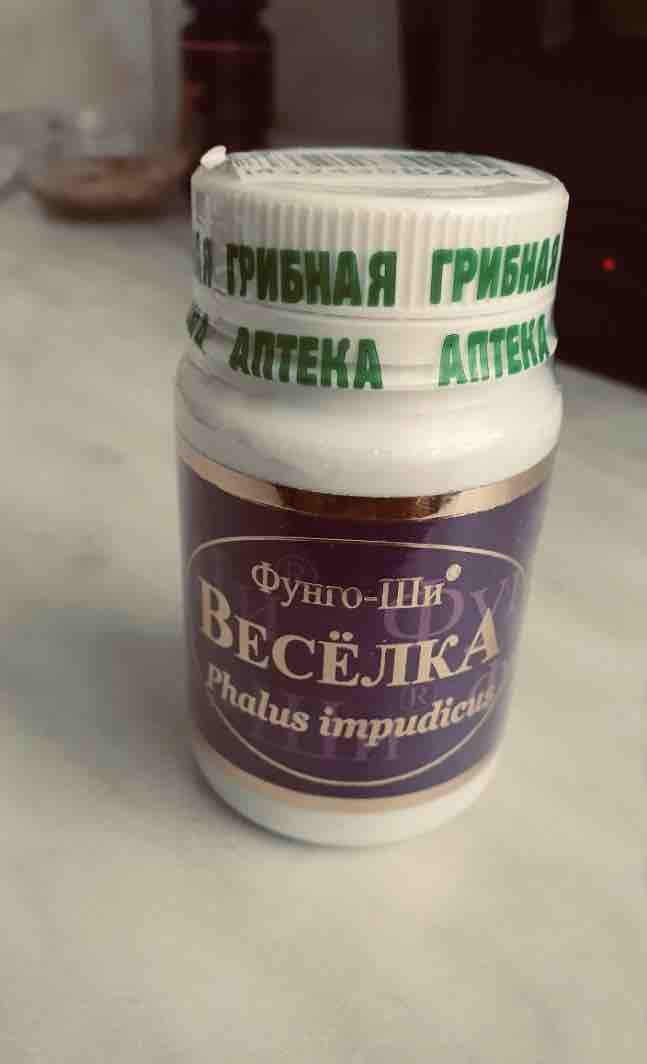 ГРИБНАЯ ГРИБНАЯ
АПТЕКА АПТЕКА
Фунго-Ши
ВЕСЁЛКА
Phalus impudicus